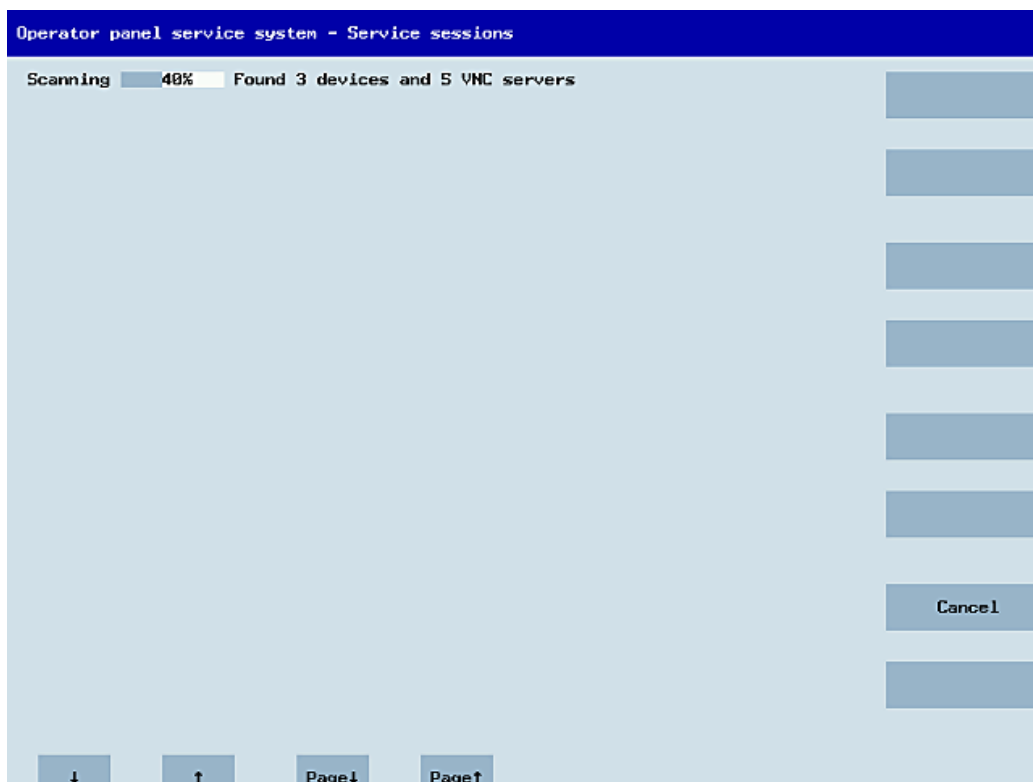 Operator panel service system - Service sessions
Scanning 40% Found 3 devices and 5 VNC servers
Cancel
↓ ↑ Page↓ Page↑